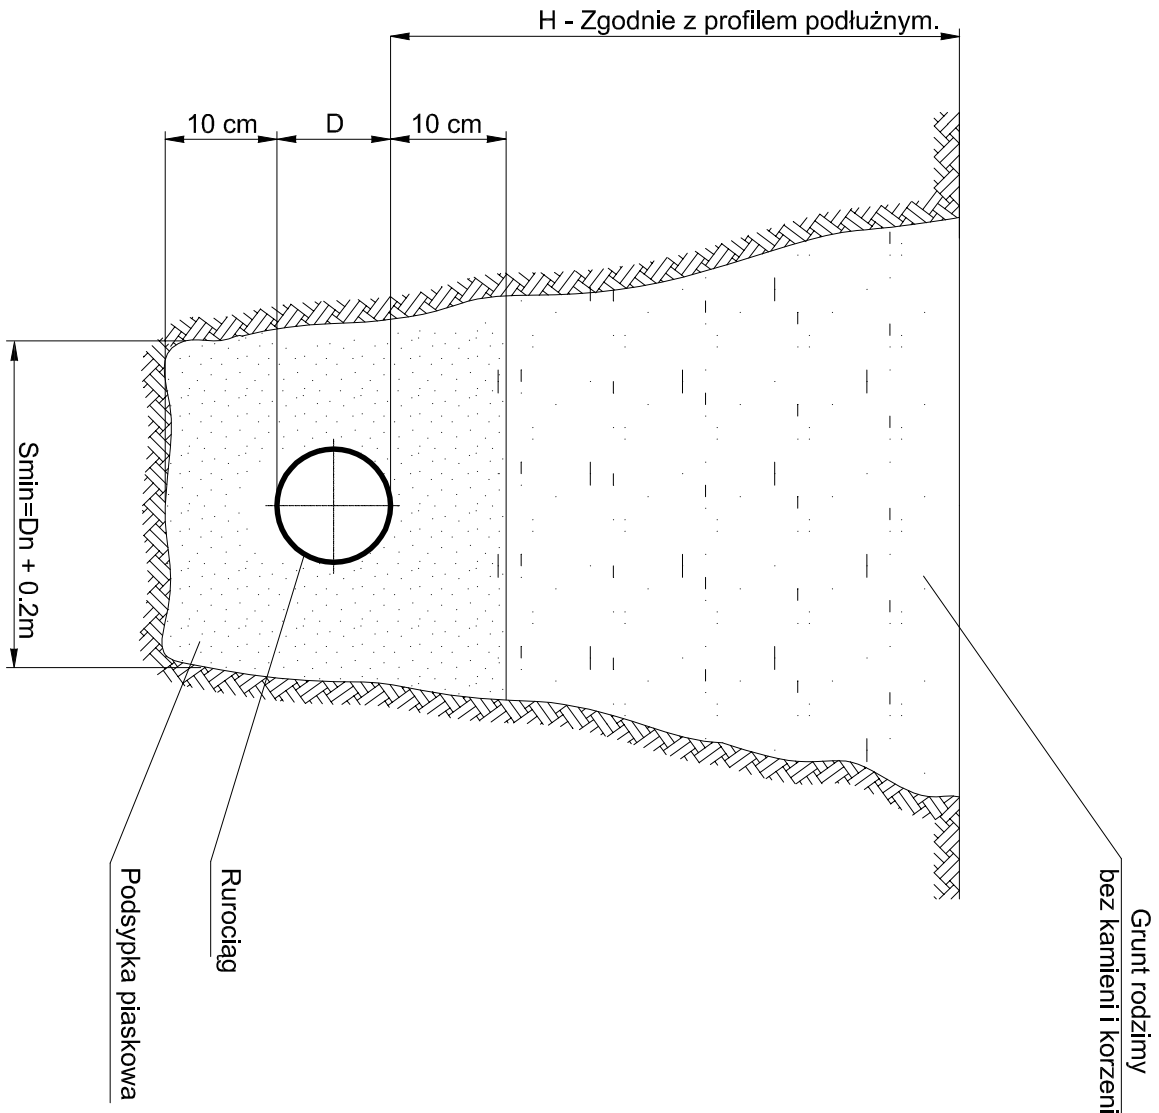 H - Zgodnie z profilem podłużnym.
10 cm
D
10 cm
Smin=Dn + 0.2m
Grunt rodzimy
bez kamieni i korzeni
Rurociąg
Podsypka piaskowa